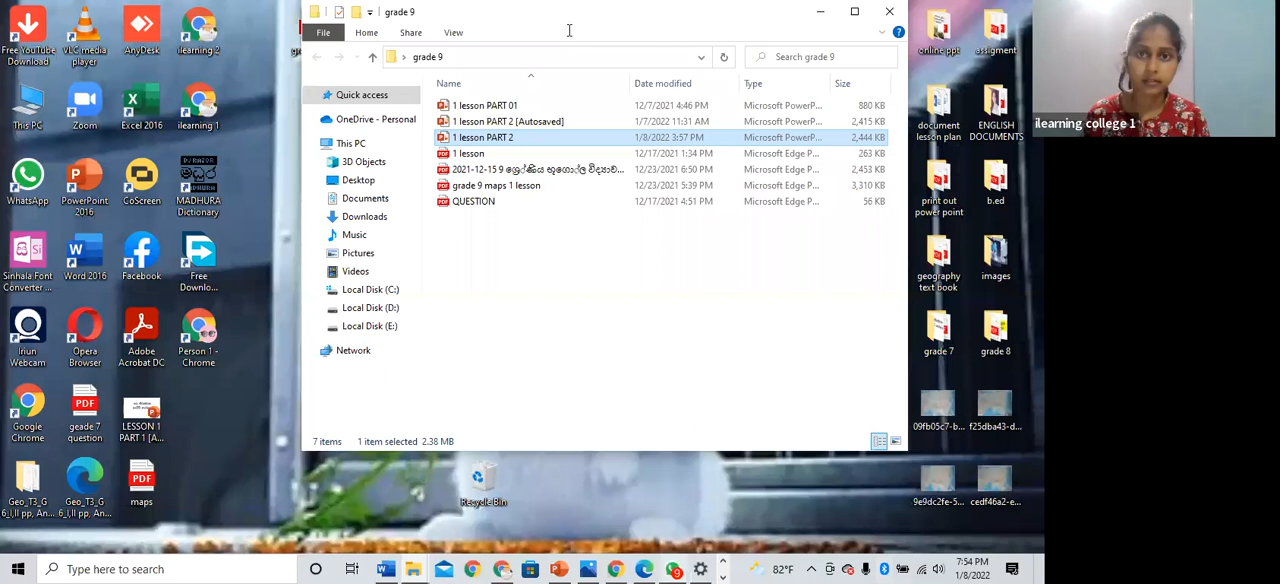 grade 9
File
Home
Share
View
grade 9
Search grade 9
Quick access
OneDrive - Personal
This PC
3D Objects
Desktop
Documents
Downloads
Music
Pictures
Videos
Local Disk (C:)
Local Disk (D:)
Local Disk (E:)
Network
Name Date modified Type Size
1 lesson PART 01 12/7/2021 4:46 PM Microsoft PowerP... 880 KB
1 lesson PART 2 [Autosaved] 1/7/2022 11:31 AM Microsoft PowerP... 2,415 KB
1 lesson PART 2 1/8/2022 3:57 PM Microsoft PowerP... 2,444 KB
1 lesson 12/17/2021 1:34 PM Microsoft Edge P... 263 KB
2021-12-15 9 ශ්‍රේණිය භූගෝල විද්‍යාව... 12/23/2021 6:50 PM Microsoft Edge P... 2,453 KB
grade 9 maps 1 lesson 12/23/2021 5:39 PM Microsoft Edge P... 3,310 KB
QUESTION 12/17/2021 4:51 PM Microsoft Edge P... 56 KB
7 items 1 item selected 2.38 MB
Free YouTube
Download
VLC media
player
AnyDesk
ilearning 2
This PC
Zoom
Excel 2016
ilearning 1
WhatsApp
PowerPoint
2016
CoScreen
MADHURA
Dictionary
Sinhala Font
Converter ...
Word 2016
Facebook
Free
Downlo...
Iriun
Webcam
Opera
Browser
Adobe
Acrobat DC
Person 1 -
Chrome
Google
Chrome
geade 7
question
LESSON 1
PART 1 [A...
Geo_T3_G
6_I,II pp, An...
Geo_T3_G
6_I,II pp, An...
maps
Recycle Bin
online ppt
assigment
document
lesson plan
ENGLISH
DOCUMENTS
print out
power point
b.ed
geography
text book
images
grade 7
grade 8
09fb05c7-b...
f25dba43-d...
9e9dc2fe-5...
cedf46a2-e...
ilearning college 1
Type here to search
9
82°F
7:54 PM
1/8/2022